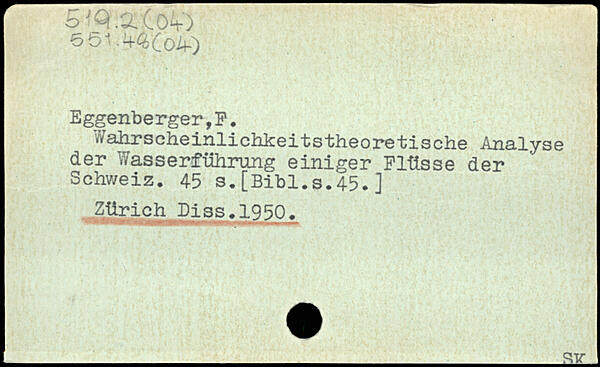 519.2(04)
551.48(04)
Eggenberger,F.
Wahrscheinlichkeitstheoretische Analyse
der Wasserführung einiger Flüsse der
Schweiz. 45 s.[Bibl.s.45.]
Zürich Diss.1950.
SK